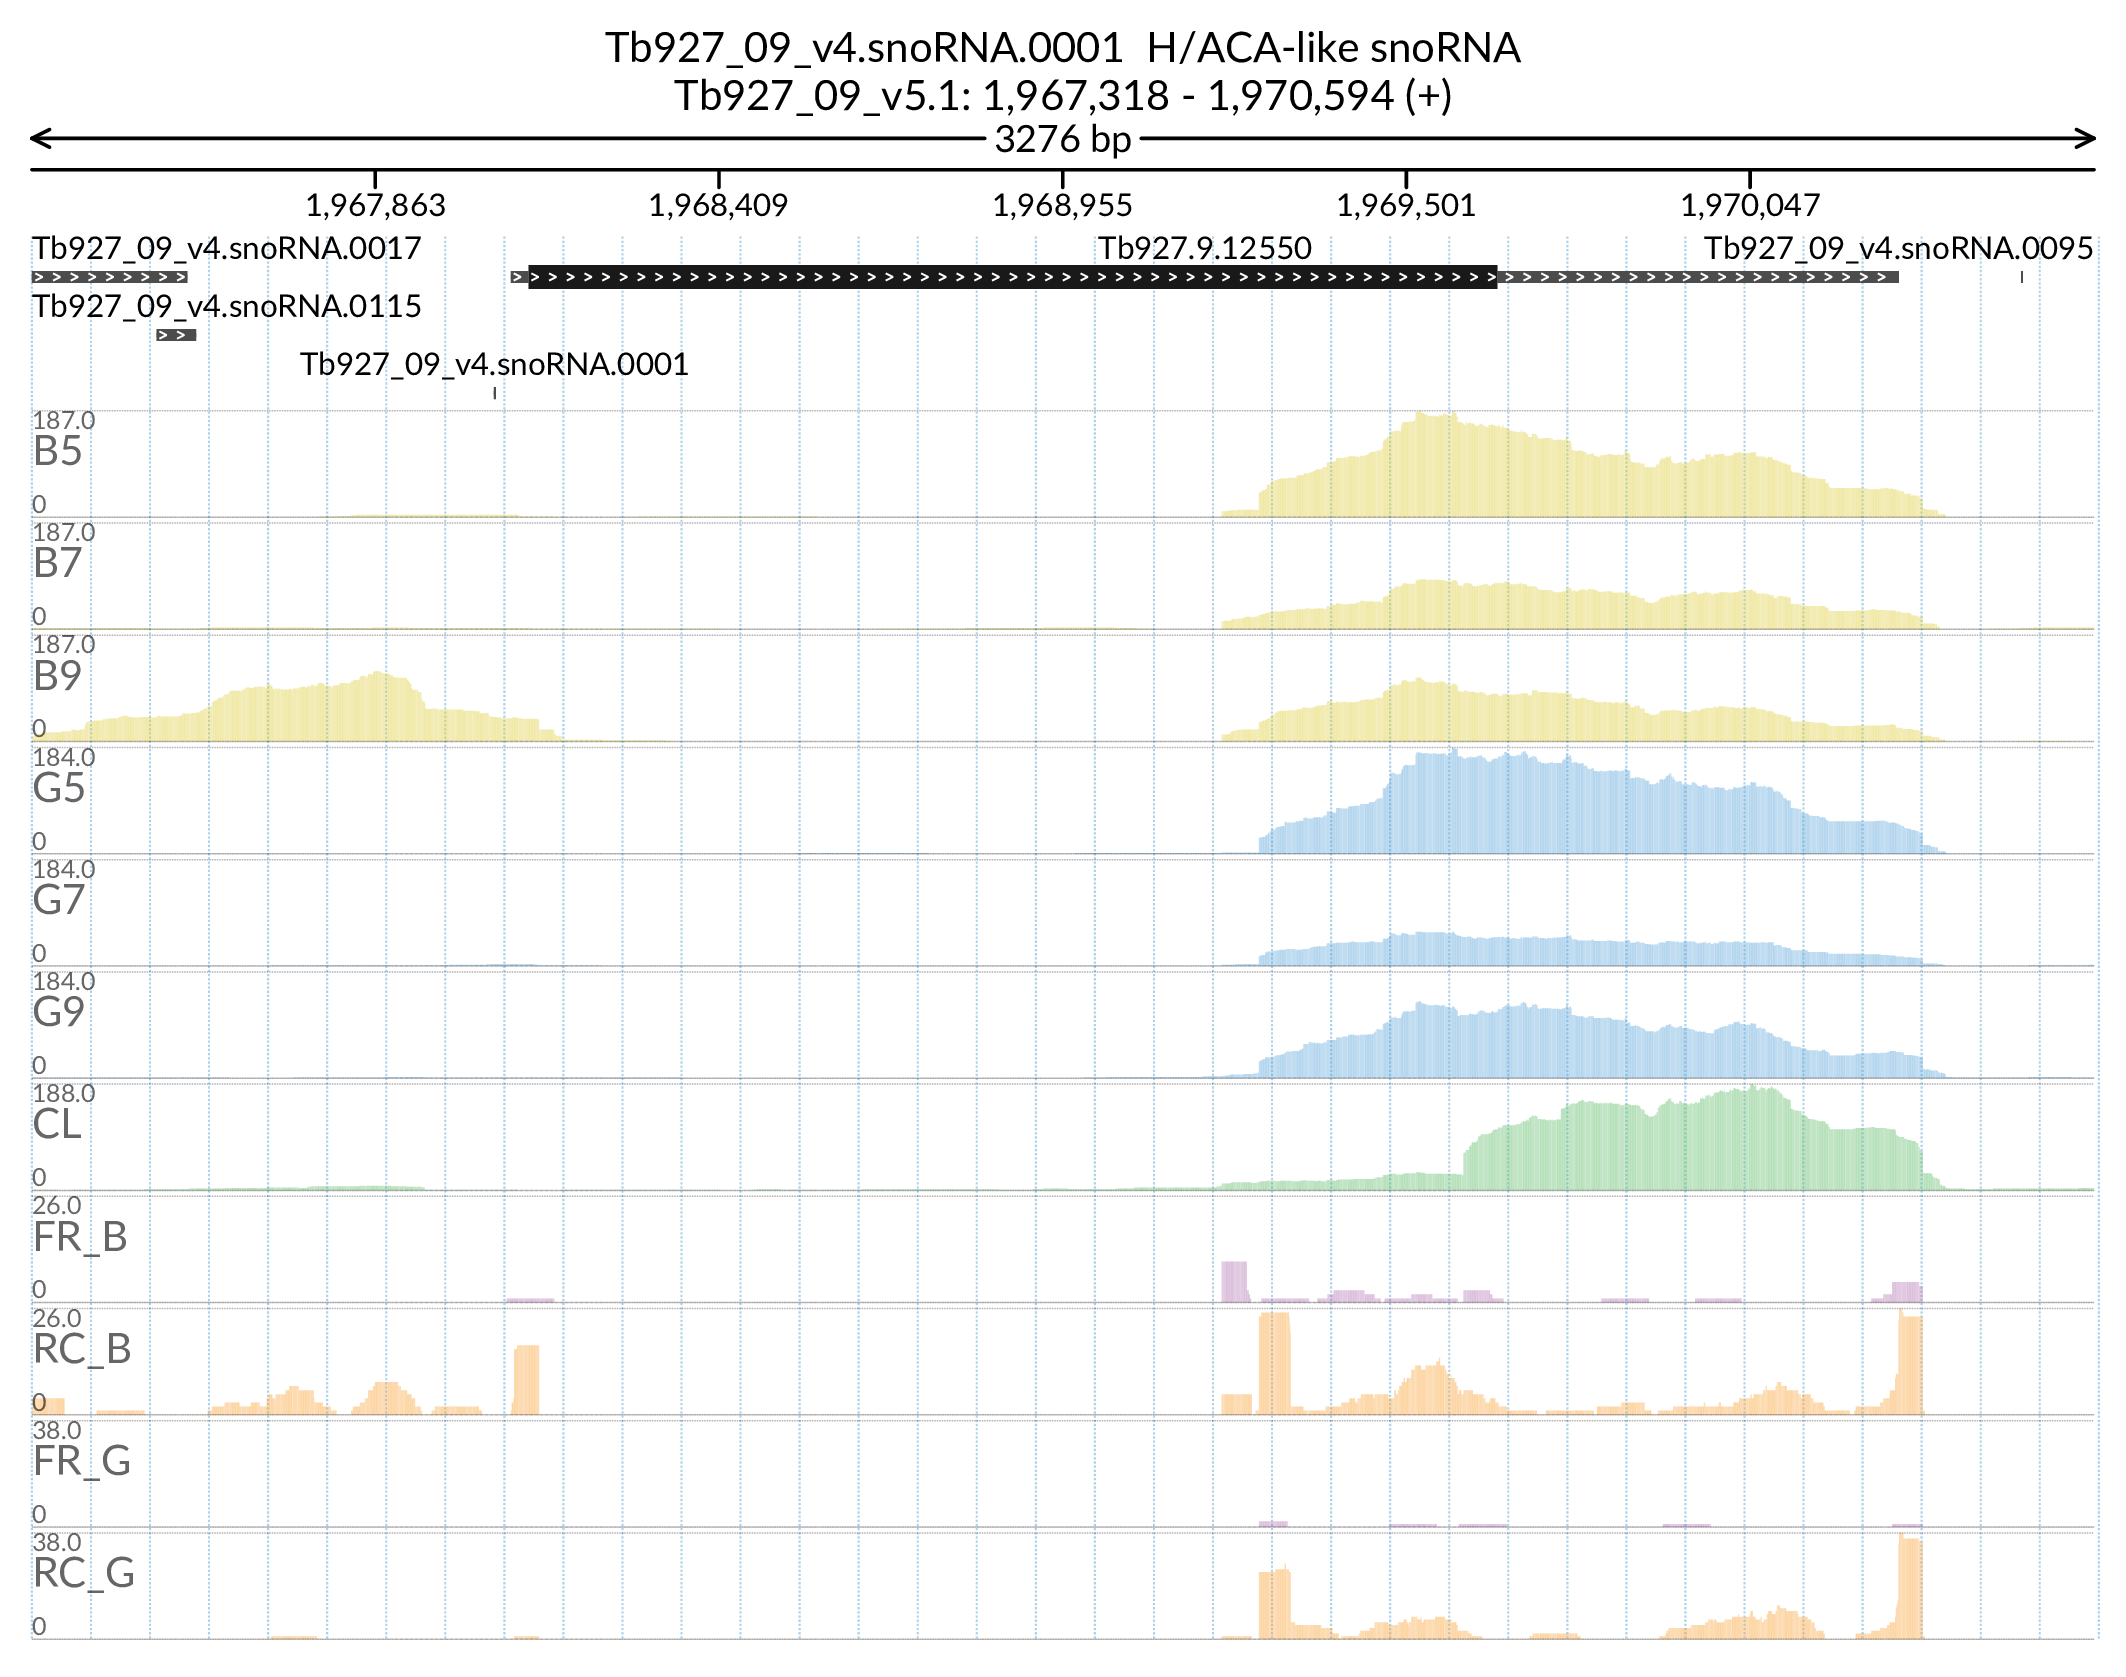 Tb927_09_v4.snoRNA.0001 H/ACA-like snoRNA
Tb927_09_v5.1: 1,967,318 - 1,970,594 (+)
3276 bp
1,967,863 1,968,409 1,968,955 1,969,501 1,970,047
Tb927_09_v4.snoRNA.0017 Tb927.9.12550 Tb927_09_v4.snoRNA.0095
Tb927_09_v4.snoRNA.0115
Tb927_09_v4.snoRNA.0001
187.0
B5
0
187.0
B7
0
187.0
B9
0
184.0
G5
0
184.0
G7
0
184.0
G9
0
188.0
CL
0
26.0
FR_B
0
26.0
RC_B
0
38.0
FR_G
0
38.0
RC_G
0